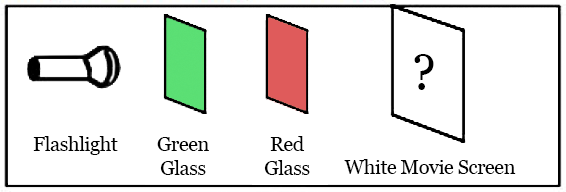 ?
Flashlight
Green
Glass
Red
Glass
White Movie Screen